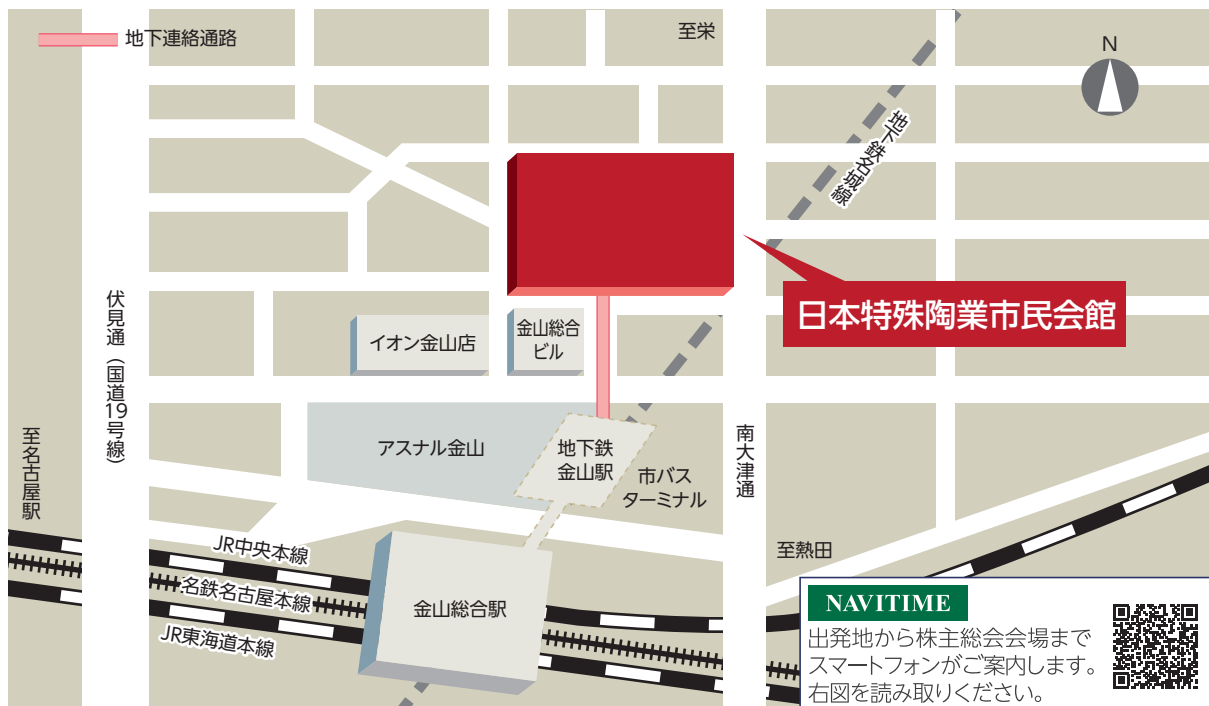 地下連絡通路
至栄
N
地下鉄名城線
日本特殊陶業市民会館
伏見通（国道19号線）
イオン金山店
金山総合
ビル
至名古屋駅
アスナル金山
地下鉄
金山駅
市バス
ターミナル
南大津通
JR中央本線
名鉄名古屋本線
JR東海道本線
金山総合駅
至熱田
NAVITIME
出発地から株主総会会場まで
スマートフォンがご案内します。
右図を読み取りください。